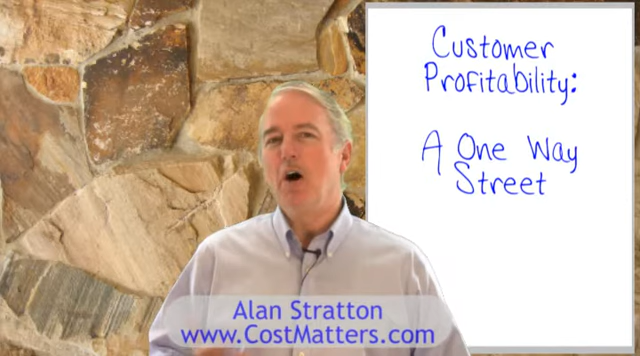 Customer
Profitability:
A One Way
Street
Alan Stratton
www.CostMatters.com